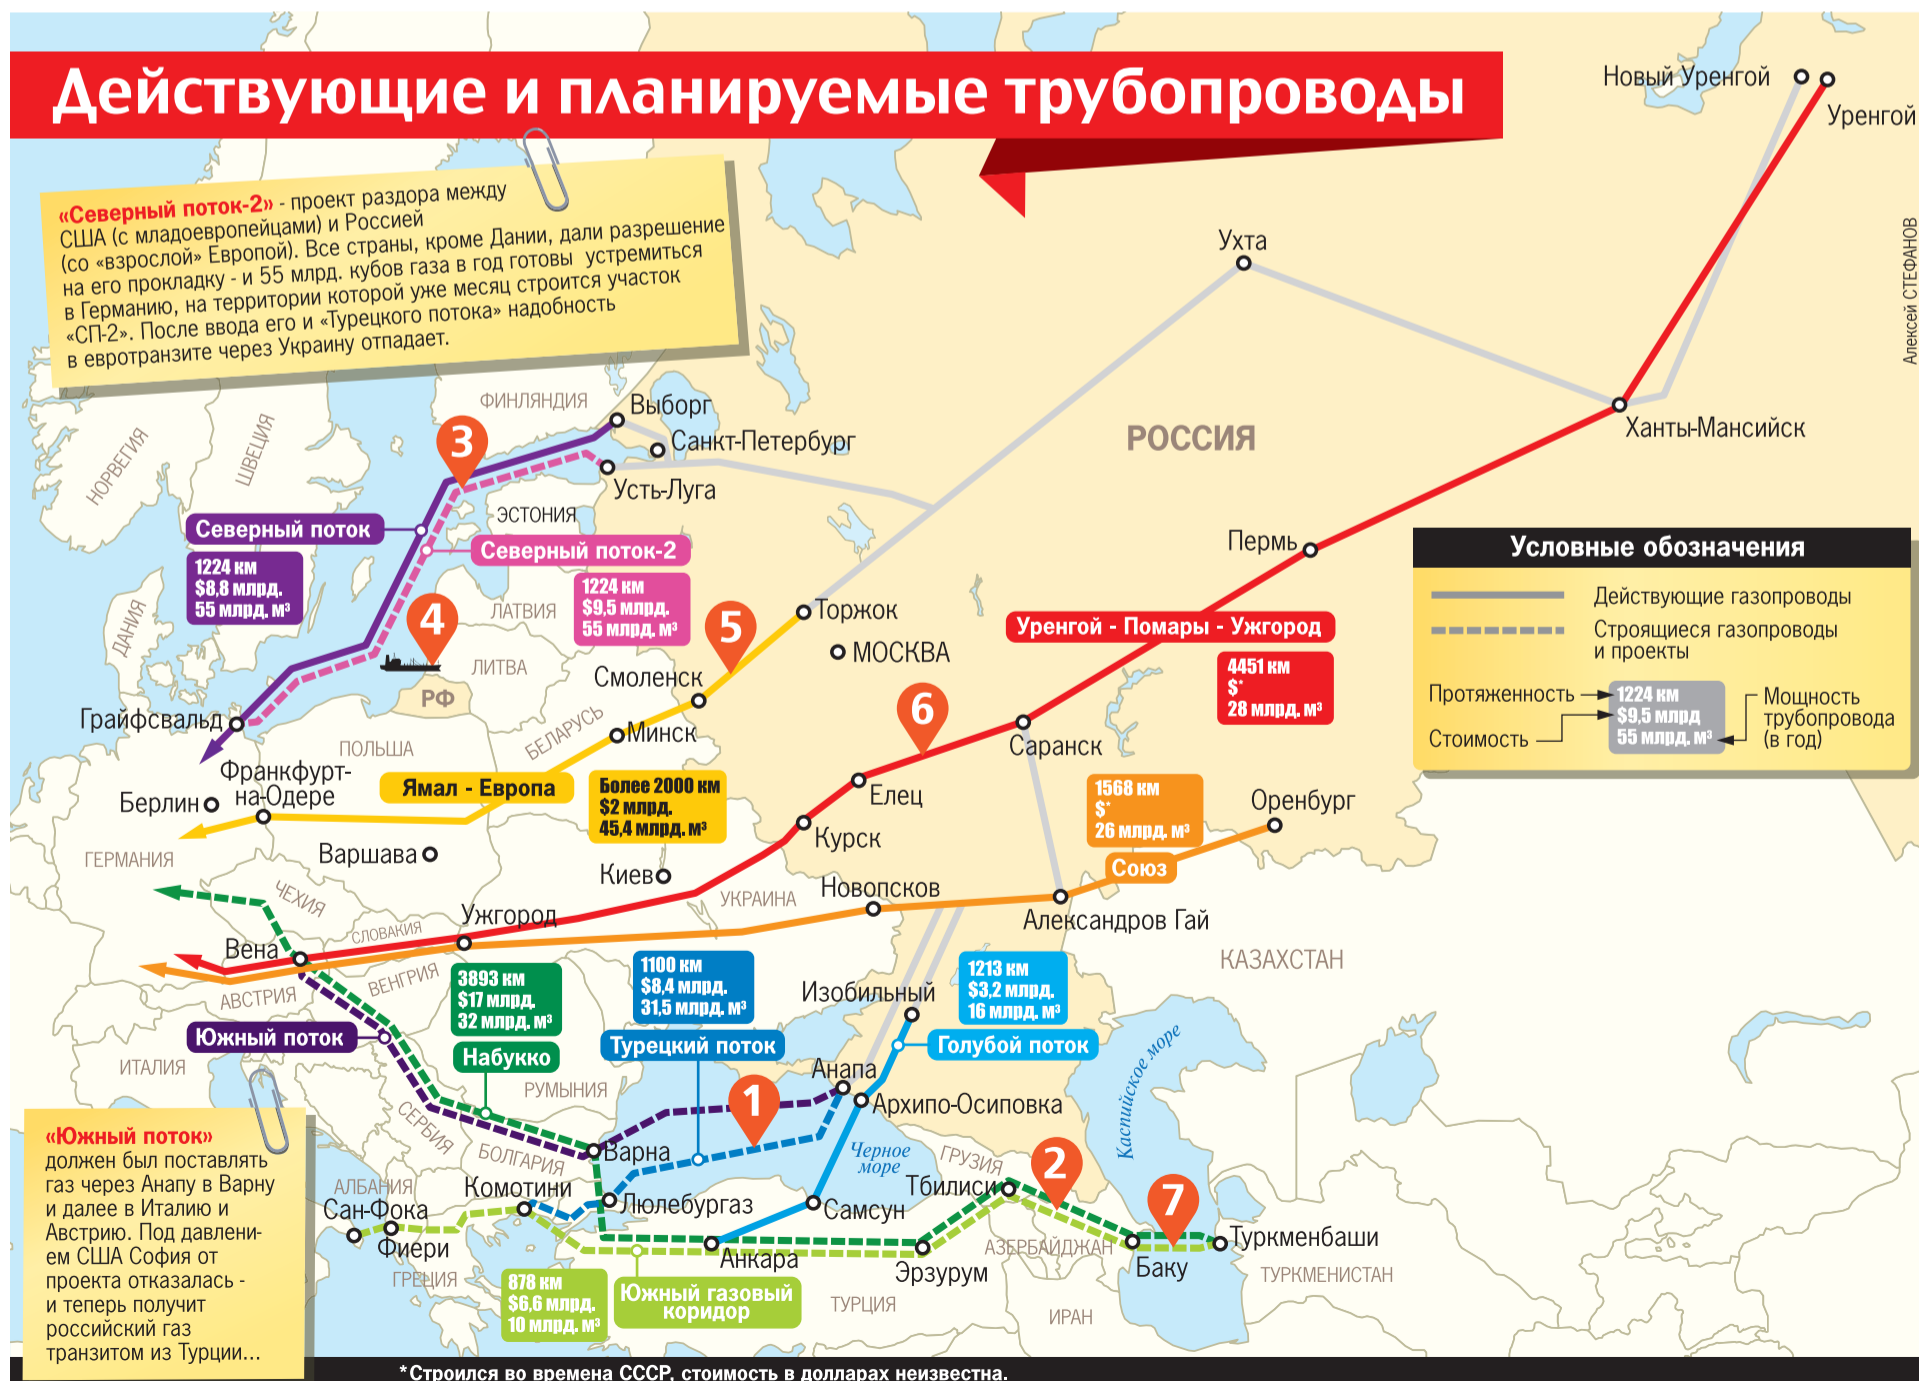 Действующие и планируемые трубопроводы
Новый Уренгой
Уренгой
«Северный поток-2» - проект раздора между
США (с младоевропейцами) и Россией
(со «взрослой» Европой). Все страны, кроме Дании, дали разрешение
на его прокладку - и 55 млрд. кубов газа в год готовы устремиться
в Германию, на территории которой уже месяц строится участок
«СП-2». После ввода его и «Турецкого потока» надобность
в евротранзите через Украину отпадает.
Алексей СТЕФАНОВ
Ухта
ФИНЛЯНДИЯ
Выборг
Санкт-Петербург
Усть-Луга
НОРВЕГИЯ
ШВЕЦИЯ
3
РОССИЯ
Ханты-Мансийск
ЭСТОНИЯ
Северный поток
1224 км
$8,8 млрд.
55 млрд. м³
Северный поток-2
1224 км
$9,5 млрд.
55 млрд. м³
Пермь
Условные обозначения
Действующие газопроводы
Строящиеся газопроводы
и проекты
Протяженность
Стоимость
1224 км
$9,5 млрд
55 млрд. м³
Мощность
трубопровода
(в год)
ДАНИЯ
ЛАТВИЯ
4
5
Торжок
МОСКВА
Уренгой - Помары - Ужгород
4451 км
$*
28 млрд. м³
ЛИТВА
Смоленск
РФ
6
Грайфсвальд
ПОЛЬША
БЕЛАРУСЬ
Минск
Саранск
Франкфурт-
на-Одере
Берлин
Ямал - Европа
Более 2000 км
$2 млрд.
45,4 млрд. м³
Елец
1568 км
$*
26 млрд. м³
Оренбург
Курск
Союз
ГЕРМАНИЯ
Варшава
Киев
ЧЕХИЯ
УКРАИНА
Новопсков
Ужгород
Александров Гай
СЛОВАКИЯ
Вена
КАЗАХСТАН
АВСТРИЯ
ВЕНГРИЯ
3893 км
$17 млрд.
32 млрд. м³
Набукко
1100 км
$8,4 млрд.
31,5 млрд. м³
Турецкий поток
Изобильный
1213 км
$3,2 млрд.
16 млрд. м³
Голубой поток
Южный поток
ИТАЛИЯ
РУМЫНИЯ
Анапа
Архипо-Осиповка
1
Каспийское море
СЕРБИЯ
«Южный поток»
должен был поставлять
газ через Анапу в Варну
и далее в Италию и
Австрию. Под давлени-
ем США София от
проекта отказалась -
и теперь получит
российский газ
транзитом из Турции...
БОЛГАРИЯ
Варна
Черное
море
ГРУЗИЯ
2
Тбилиси
АЛБАНИЯ
Комотини
Люлебургаз
Самсун
7
Сан-Фока
Фиери
Туркменбаши
Анкара
Эрзурум
АЗЕРБАЙДЖАН
Баку
ГРЕЦИЯ
878 км
$6,6 млрд.
10 млрд. м³
Южный газовый
коридор
ТУРЦИЯ
ИРАН
ТУРКМЕНИСТАН
*Строился во времена СССР, стоимость в долларах неизвестна.